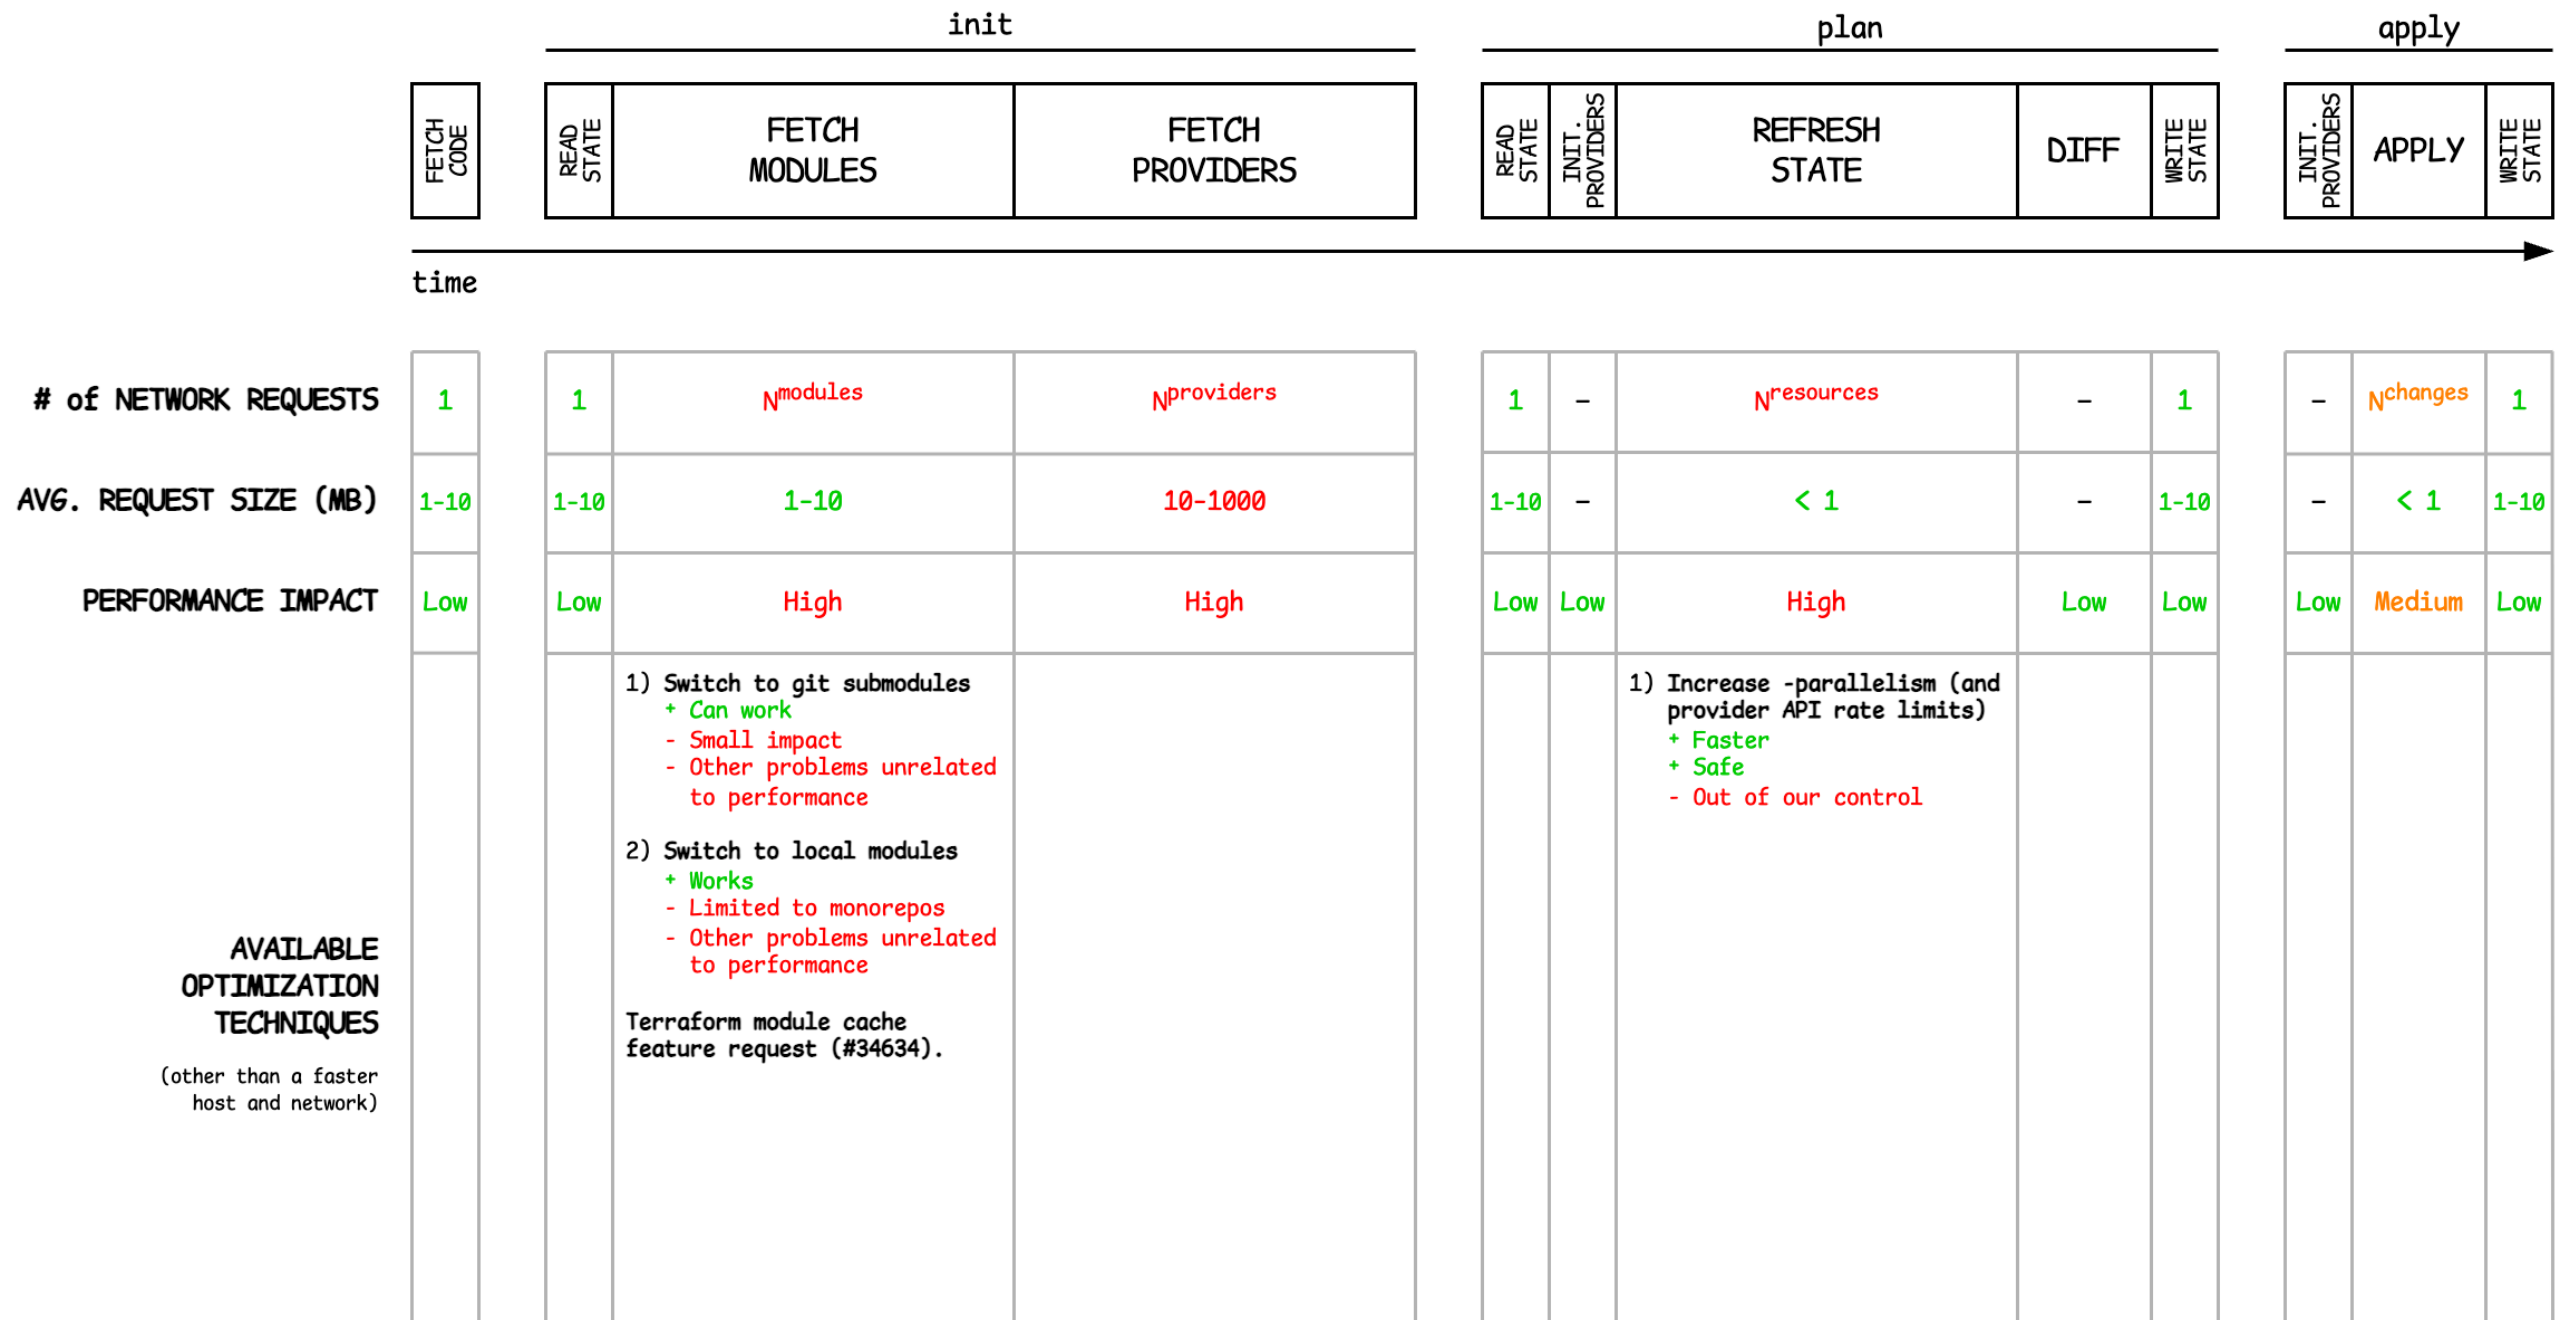 init
plan
apply
FETCH
CODE
READ
STATE
FETCH
MODULES
FETCH
PROVIDERS
READ
STATE
INIT.
PROVIDERS
REFRESH
STATE
DIFF
WRITE
STATE
INIT.
PROVIDERS
APPLY
WRITE
STATE
time
# of NETWORK REQUESTS 1 1 Nmodules Nproviders 1 – Nresources – 1 – Nchanges 1
AVG. REQUEST SIZE (MB) 1-10 1-10 1-10 10-1000 1-10 – < 1 – 1-10 – < 1 1-10
PERFORMANCE IMPACT Low Low High High Low Low High Low Low Low Medium Low
AVAILABLE
OPTIMIZATION
TECHNIQUES
(other than a faster
host and network)
1) Switch to git submodules
+ Can work
- Small impact
- Other problems unrelated
to performance
2) Switch to local modules
+ Works
- Limited to monorepos
- Other problems unrelated
to performance
Terraform module cache
feature request (#34634).
1) Increase -parallelism (and
provider API rate limits)
+ Faster
+ Safe
- Out of our control